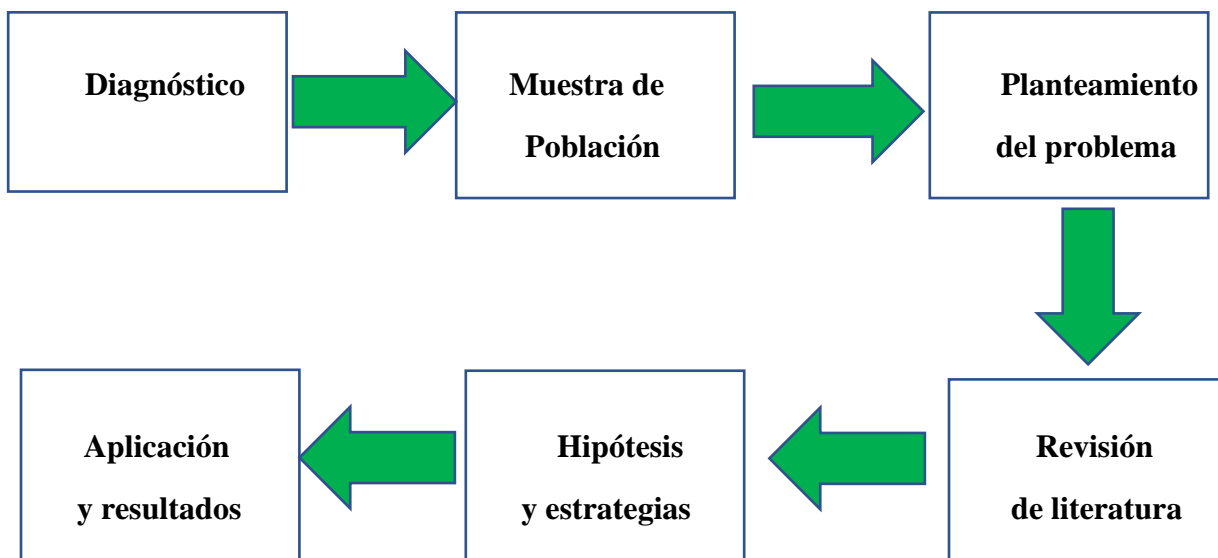 Diagnóstico
Muestra de
Población
Planteamiento
del problema
Revisión
de literatura
Hipótesis
y estrategias
Aplicación
y resultados